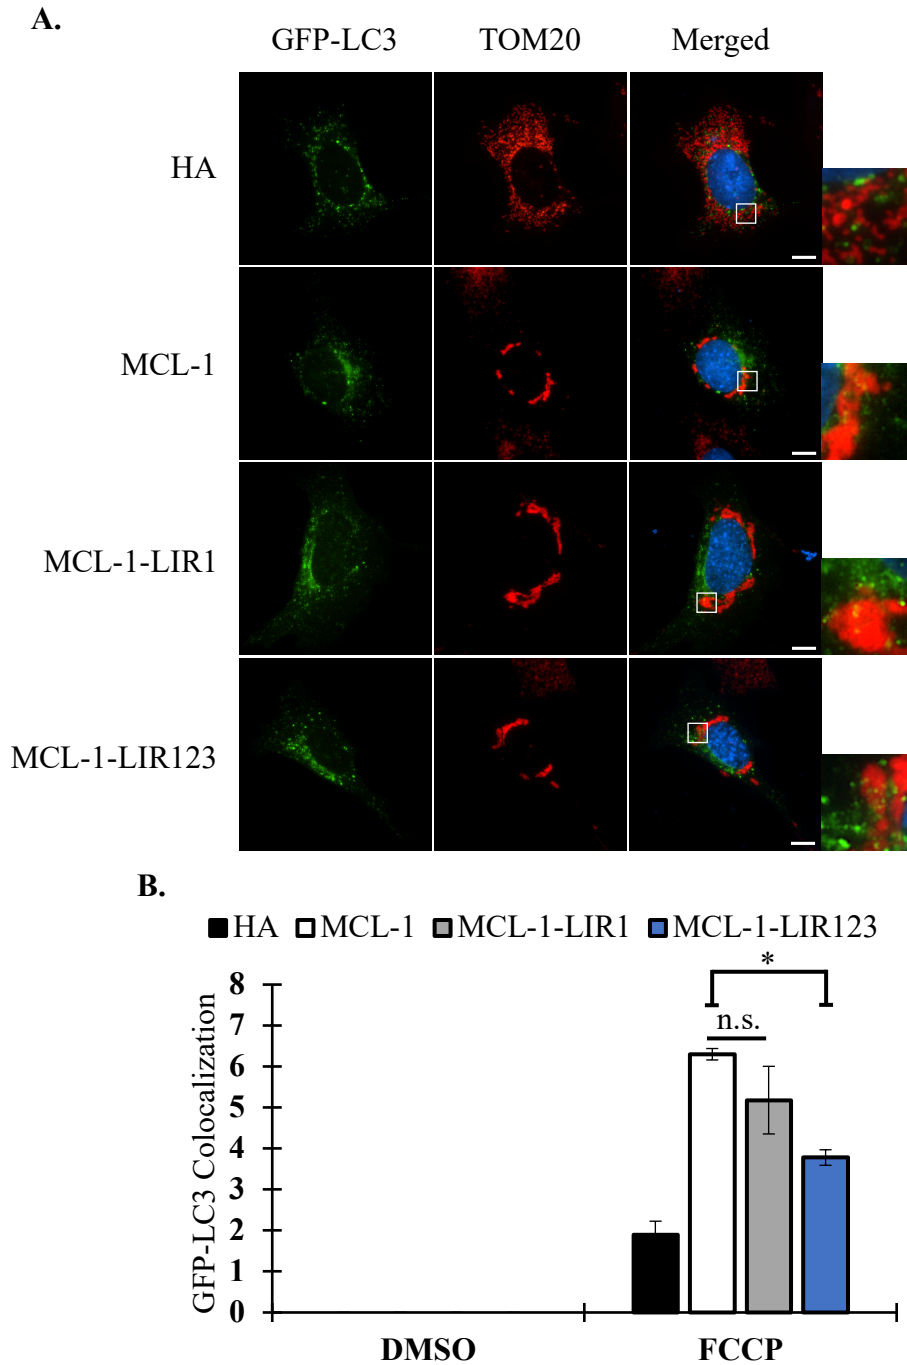 A.
GFP-LC3 TOM20 Merged
HA
MCL-1
MCL-1-LIR1
MCL-1-LIR123
B.
HA MCL-1 MCL-1-LIR1 MCL-1-LIR123
*
n.s.
GFP-LC3 Colocalization
8
7
6
5
4
3
2
1
0
DMSO FCCP